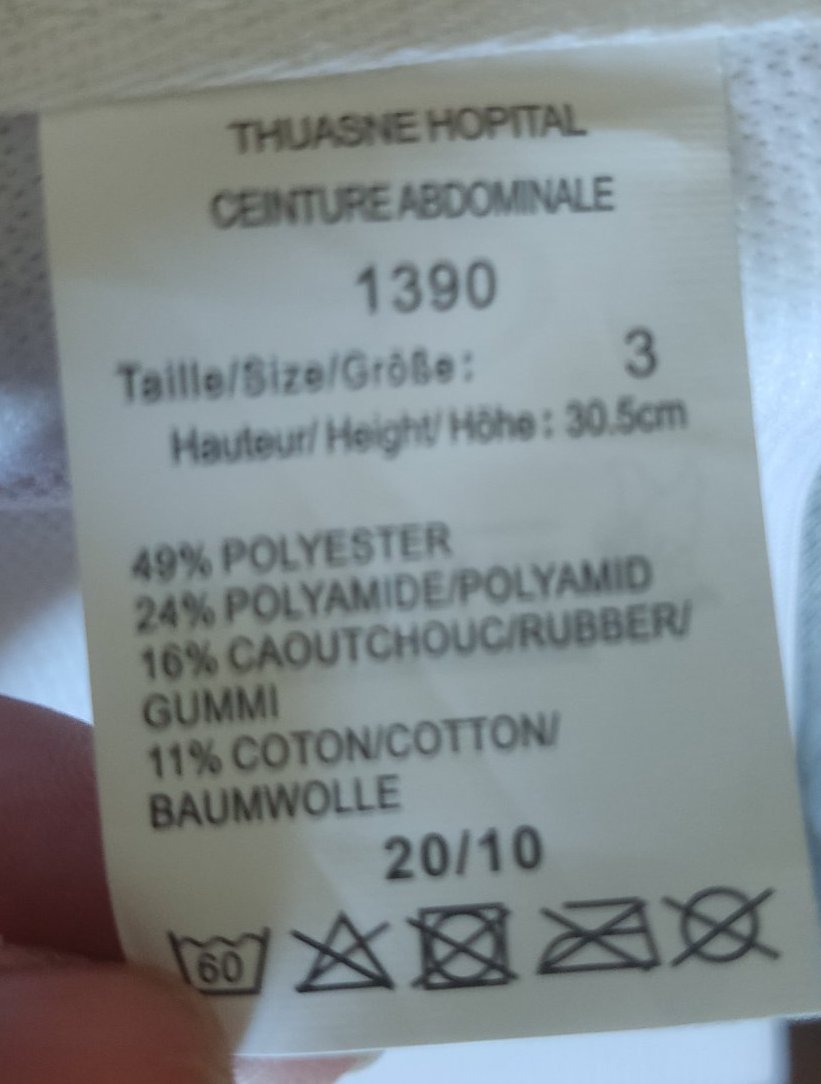 THUASNE HOPITAL
CEINTURE ABDOMINALE
1390
Taille/Size/Größe: 3
Hauteur/ Height/ Höhe: 30.5cm
49% POLYESTER
24% POLYAMIDE/POLYAMID
16% CAOUTCHOUC/RUBBER/
GUMMI
11% COTON/COTTON/
BAUMWOLLE
20/10
60